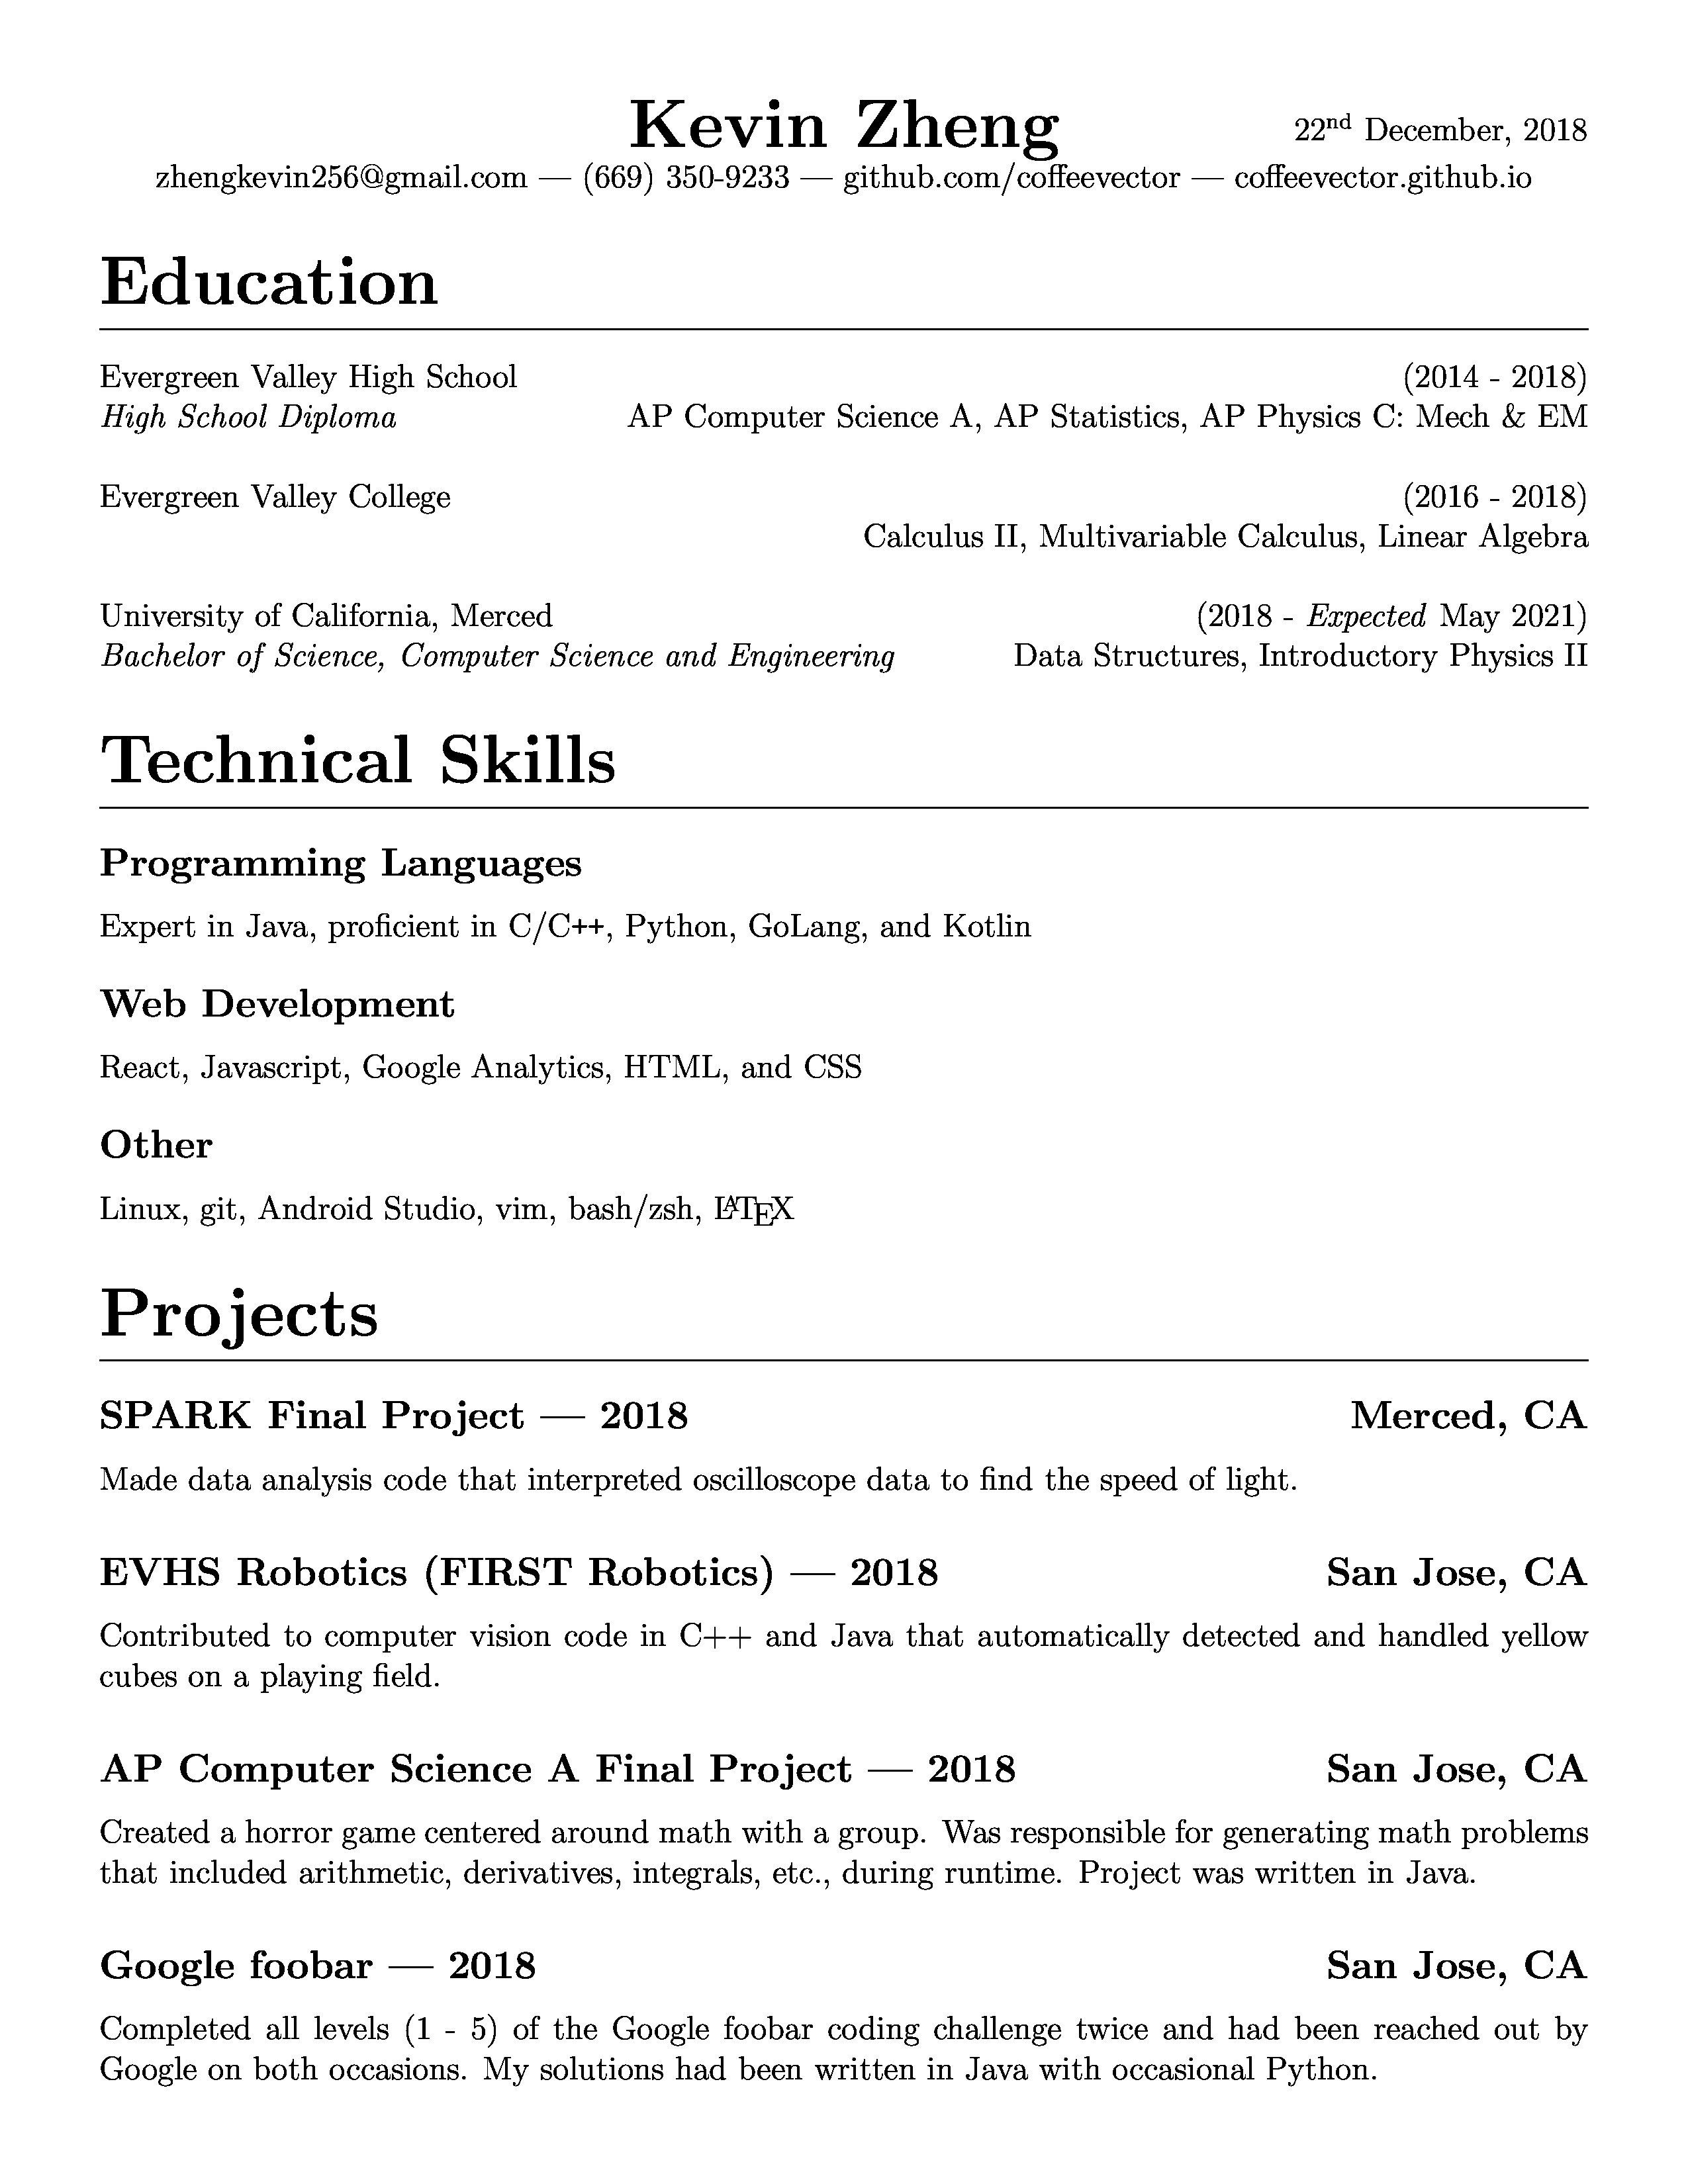 Kevin Zheng 22nd December, 2018
zhengkevin256@gmail.com — (669) 350-9233 — github.com/coffeevector — coffeevector.github.io
Education
Evergreen Valley High School (2014 - 2018)
High School Diploma AP Computer Science A, AP Statistics, AP Physics C: Mech & EM
Evergreen Valley College (2016 - 2018)
Calculus II, Multivariable Calculus, Linear Algebra
University of California, Merced (2018 - Expected May 2021)
Bachelor of Science, Computer Science and Engineering Data Structures, Introductory Physics II
Technical Skills
Programming Languages
Expert in Java, proficient in C/C++, Python, GoLang, and Kotlin
Web Development
React, Javascript, Google Analytics, HTML, and CSS
Other
Linux, git, Android Studio, vim, bash/zsh, LATEX
Projects
SPARK Final Project — 2018 Merced, CA
Made data analysis code that interpreted oscilloscope data to find the speed of light.
EVHS Robotics (FIRST Robotics) — 2018 San Jose, CA
Contributed to computer vision code in C++ and Java that automatically detected and handled yellow
cubes on a playing field.
AP Computer Science A Final Project — 2018 San Jose, CA
Created a horror game centered around math with a group. Was responsible for generating math problems
that included arithmetic, derivatives, integrals, etc., during runtime. Project was written in Java.
Google foobar — 2018 San Jose, CA
Completed all levels (1 - 5) of the Google foobar coding challenge twice and had been reached out by
Google on both occasions. My solutions had been written in Java with occasional Python.